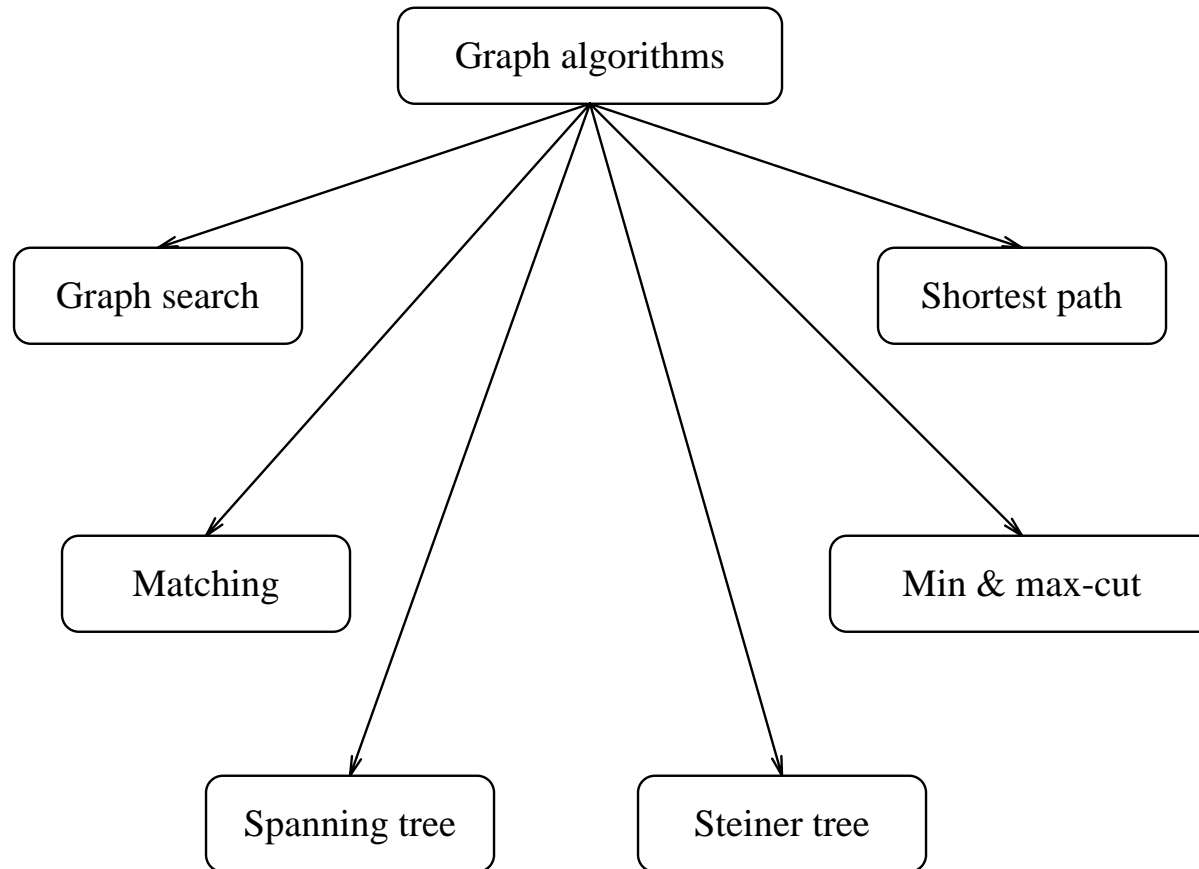 Graph algorithms
Graph search
Shortest path
Matching
Min & max-cut
Spanning tree
Steiner tree